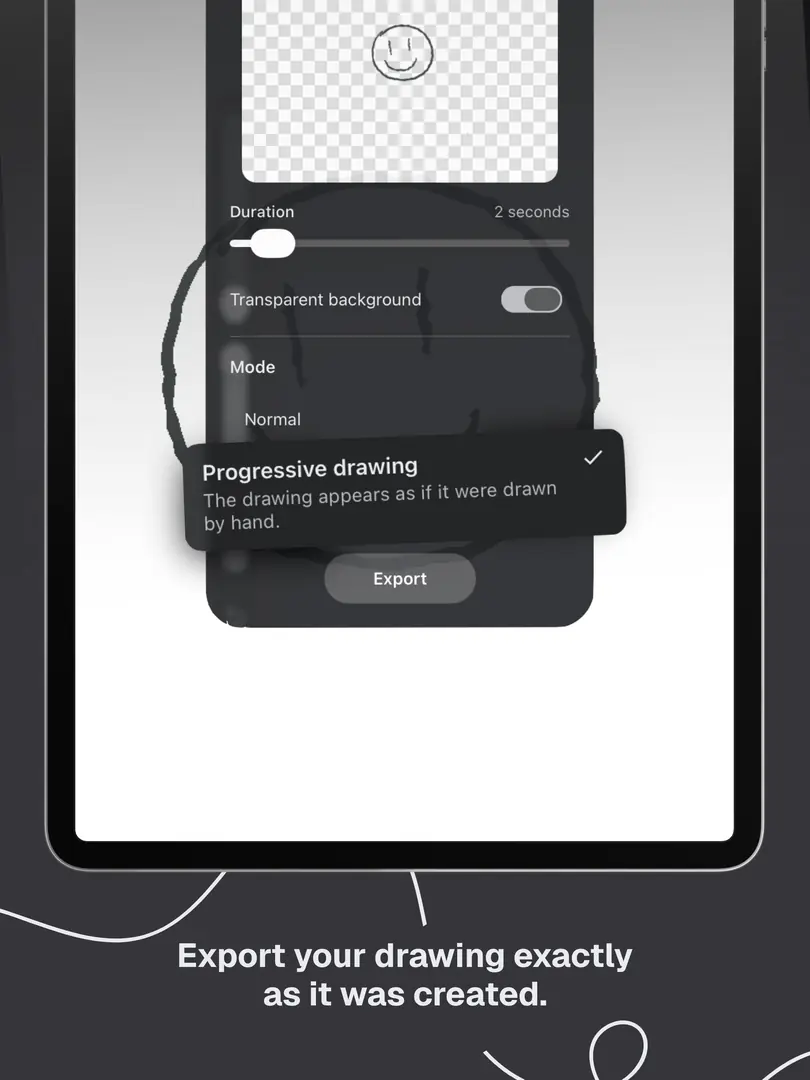 Duration
2 seconds
Transparent background
Mode
Normal
Progressive drawing
The drawing appears as if it were drawn
by hand.
Export
Export your drawing exactly
as it was created.